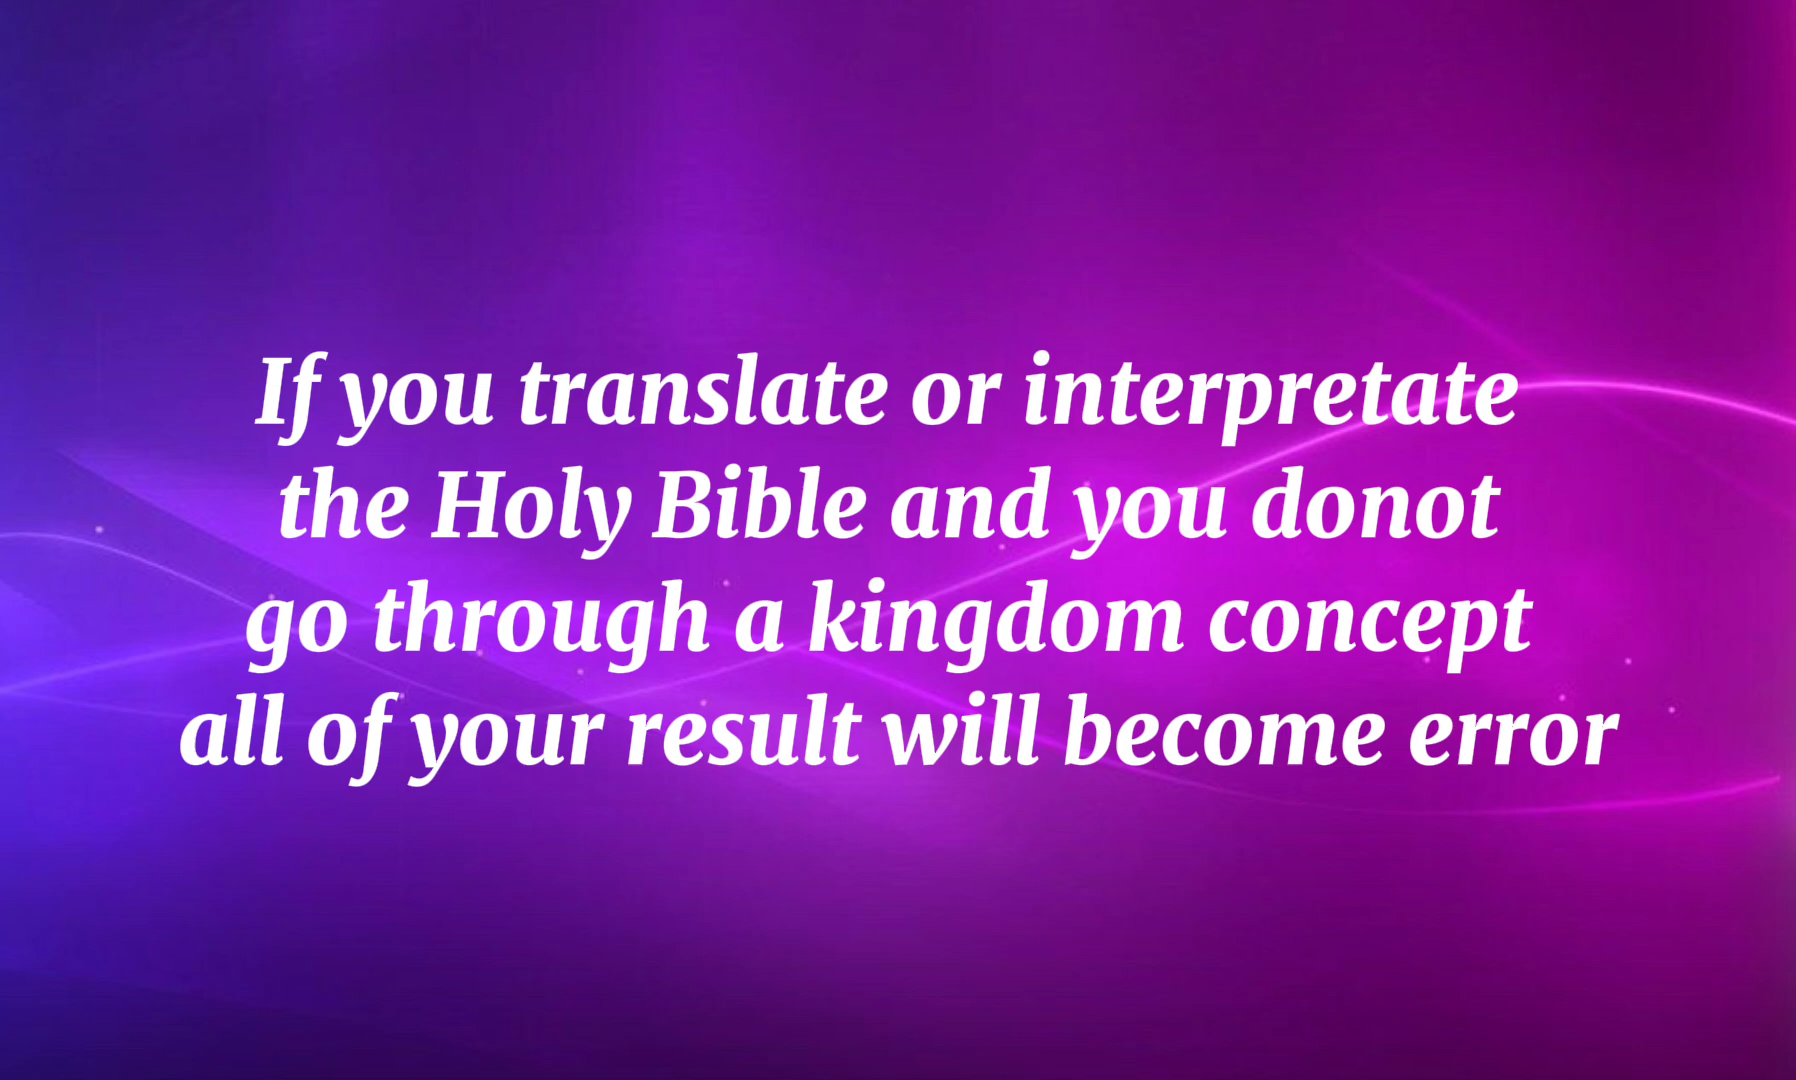 If you translate or interpretate
the Holy Bible and you donot
go through a kingdom concept
all of your result will become error